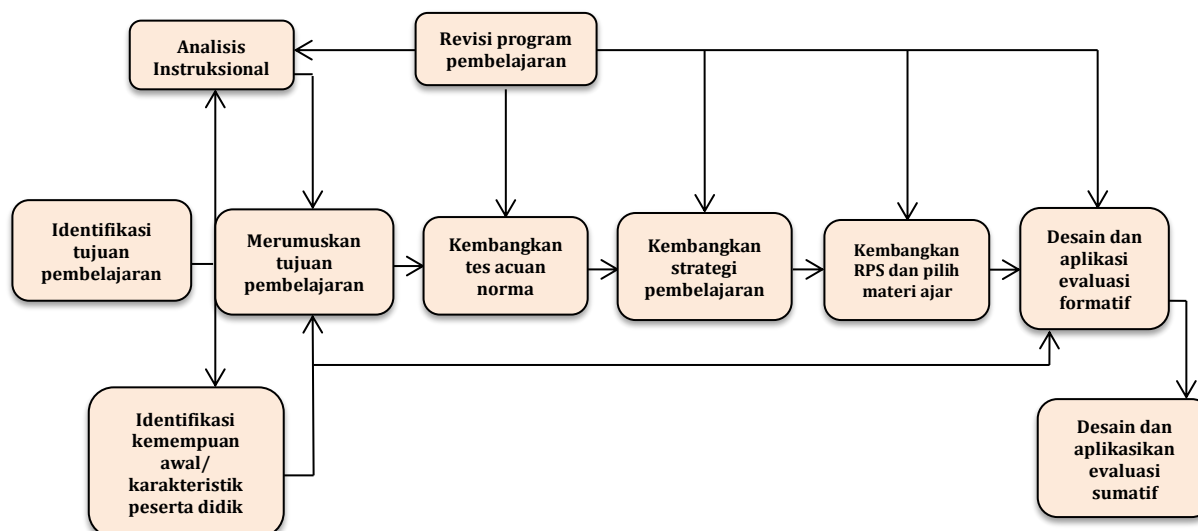 Analisis
Instruksional
Revisi program
pembelajaran
Identifikasi
tujuan
pembelajaran
Merumuskan
tujuan
pembelajaran
Kembangkan
tes acuan
norma
Kembangkan
strategi
pembelajaran
Kembangkan
RPS dan pilih
materi ajar
Desain dan
aplikasi
evaluasi
formatif
Identifikasi
kemempuan
awal/
karakteristik
peserta didik
Desain dan
aplikasikan
evaluasi
sumatif